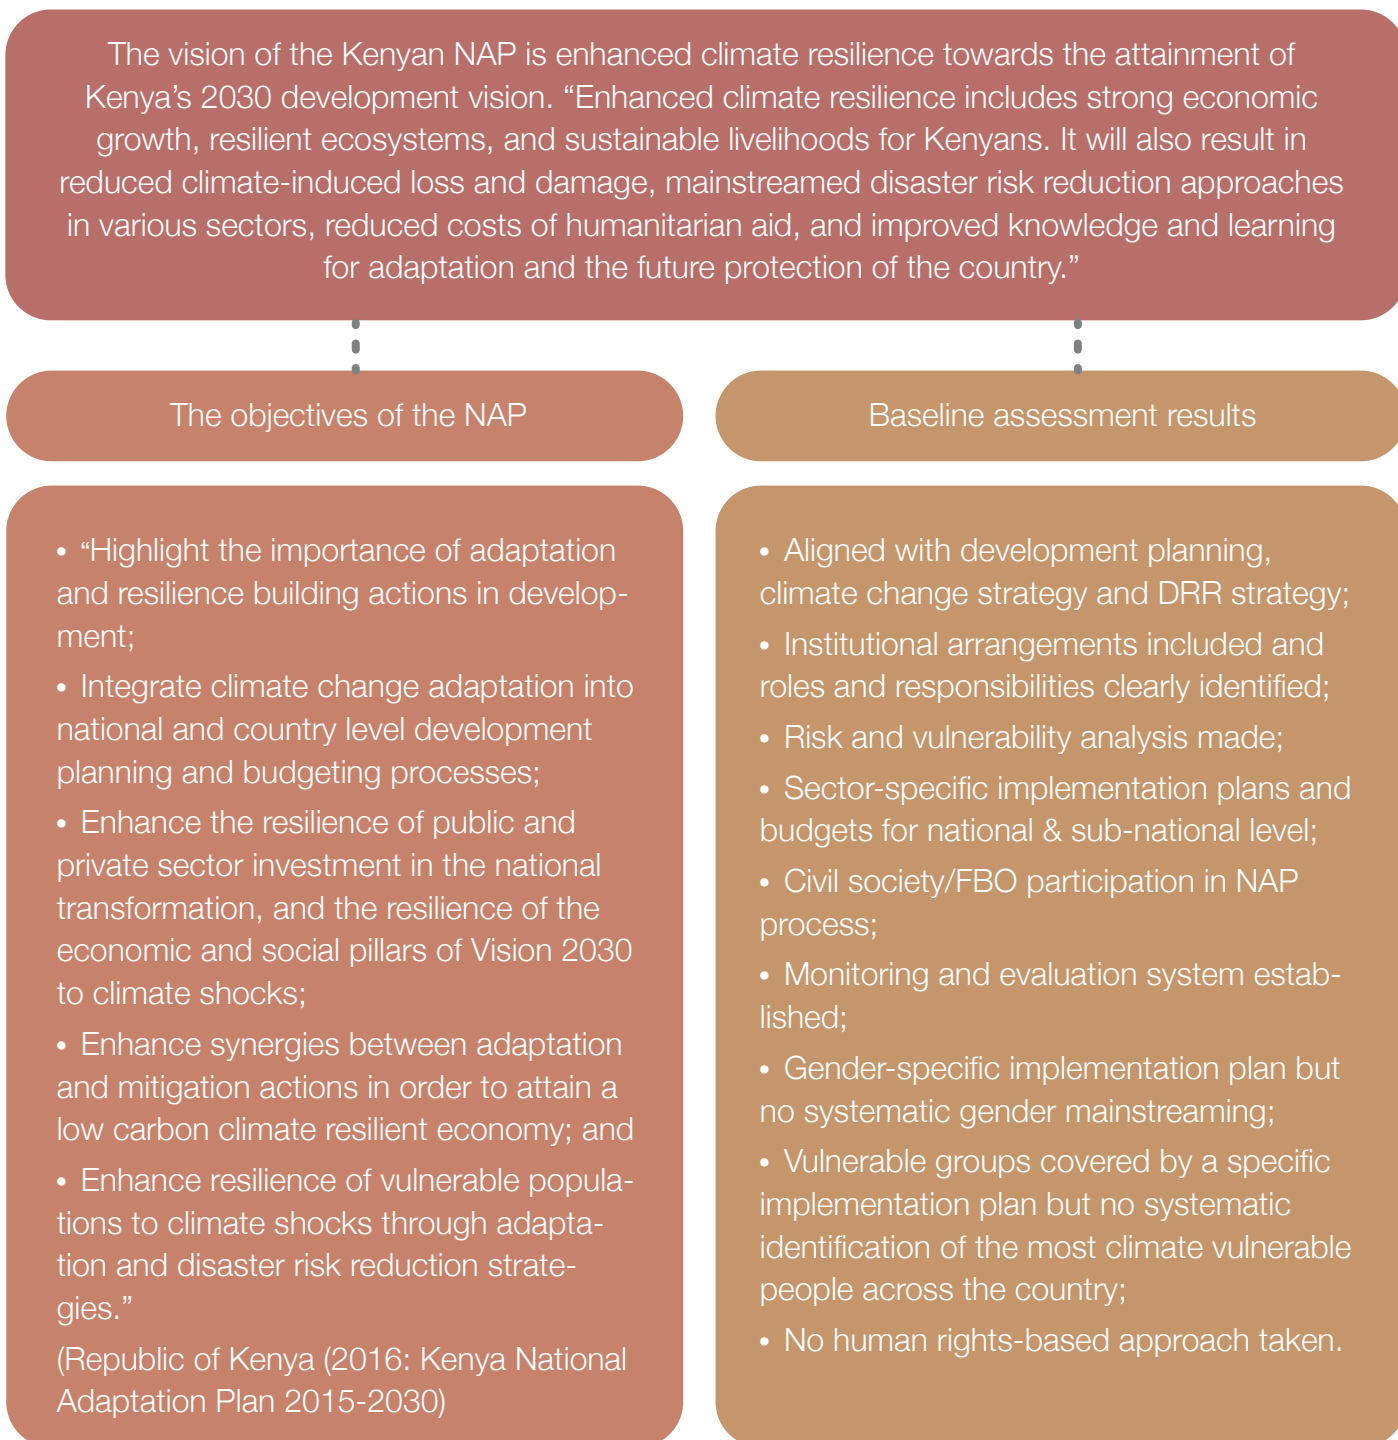 The vision of the Kenyan NAP is enhanced climate resilience towards the attainment of
Kenya’s 2030 development vision. “Enhanced climate resilience includes strong economic
growth, resilient ecosystems, and sustainable livelihoods for Kenyans. It will also result in
reduced climate-induced loss and damage, mainstreamed disaster risk reduction approaches
in various sectors, reduced costs of humanitarian aid, and improved knowledge and learning
for adaptation and the future protection of the country.”
The objectives of the NAP
• “Highlight the importance of adaptation
and resilience building actions in develop-
ment;
• Integrate climate change adaptation into
national and country level development
planning and budgeting processes;
• Enhance the resilience of public and
private sector investment in the national
transformation, and the resilience of the
economic and social pillars of Vision 2030
to climate shocks;
• Enhance synergies between adaptation
and mitigation actions in order to attain a
low carbon climate resilient economy; and
• Enhance resilience of vulnerable popula-
tions to climate shocks through adapta-
tion and disaster risk reduction strate-
gies.”
(Republic of Kenya (2016: Kenya National
Adaptation Plan 2015-2030)
Baseline assessment results
• Aligned with development planning,
climate change strategy and DRR strategy;
• Institutional arrangements included and
roles and responsibilities clearly identified;
• Risk and vulnerability analysis made;
• Sector-specific implementation plans and
budgets for national & sub-national level;
• Civil society/FBO participation in NAP
process;
• Monitoring and evaluation system estab-
lished;
• Gender-specific implementation plan but
no systematic gender mainstreaming;
• Vulnerable groups covered by a specific
implementation plan but no systematic
identification of the most climate vulnerable
people across the country;
• No human rights-based approach taken.